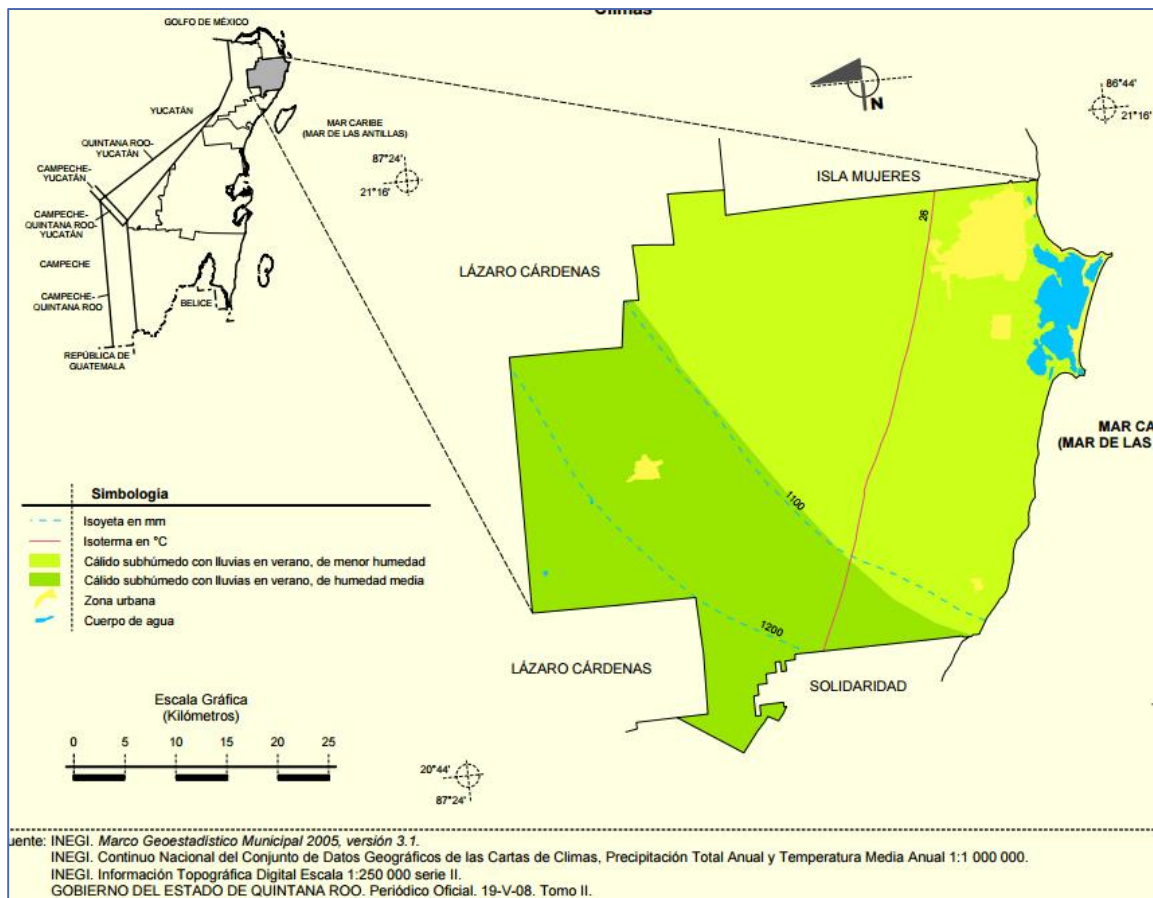 Climas
GOLFO DE MÉXICO
YUCATÁN
MAR CARIBE
(MAR DE LAS ANTILLAS)
QUINTANA ROO-
YUCATÁN
CAMPECHE-
YUCATÁN
CAMPECHE-
QUINTANA ROO-
YUCATÁN
CAMPECHE
CAMPECHE-
QUINTANA ROO
BELICE
REPÚBLICA DE
GUATEMALA
87°24'
21°16'
N
86°44'
21°16'
ISLA MUJERES
26
LÁZARO CÁRDENAS
MAR CA
(MAR DE LAS
1100
1200
LÁZARO CÁRDENAS
SOLIDARIDAD
Simbología
Isoyeta en mm
Isoterma en °C
Cálido subhúmedo con lluvias en verano, de menor humedad
Cálido subhúmedo con lluvias en verano, de humedad media
Zona urbana
Cuerpo de agua
Escala Gráfica
(Kilómetros)
0 5 10 15 20 25
20°44'
87°24'
uente: INEGI. Marco Geoestadístico Municipal 2005, versión 3.1.
INEGI. Continuo Nacional del Conjunto de Datos Geográficos de las Cartas de Climas, Precipitación Total Anual y Temperatura Media Anual 1:1 000 000.
INEGI. Información Topográfica Digital Escala 1:250 000 serie II.
GOBIERNO DEL ESTADO DE QUINTANA ROO. Periódico Oficial. 19-V-08. Tomo II.